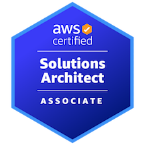 aws
certified
Solutions
Architect
ASSOCIATE